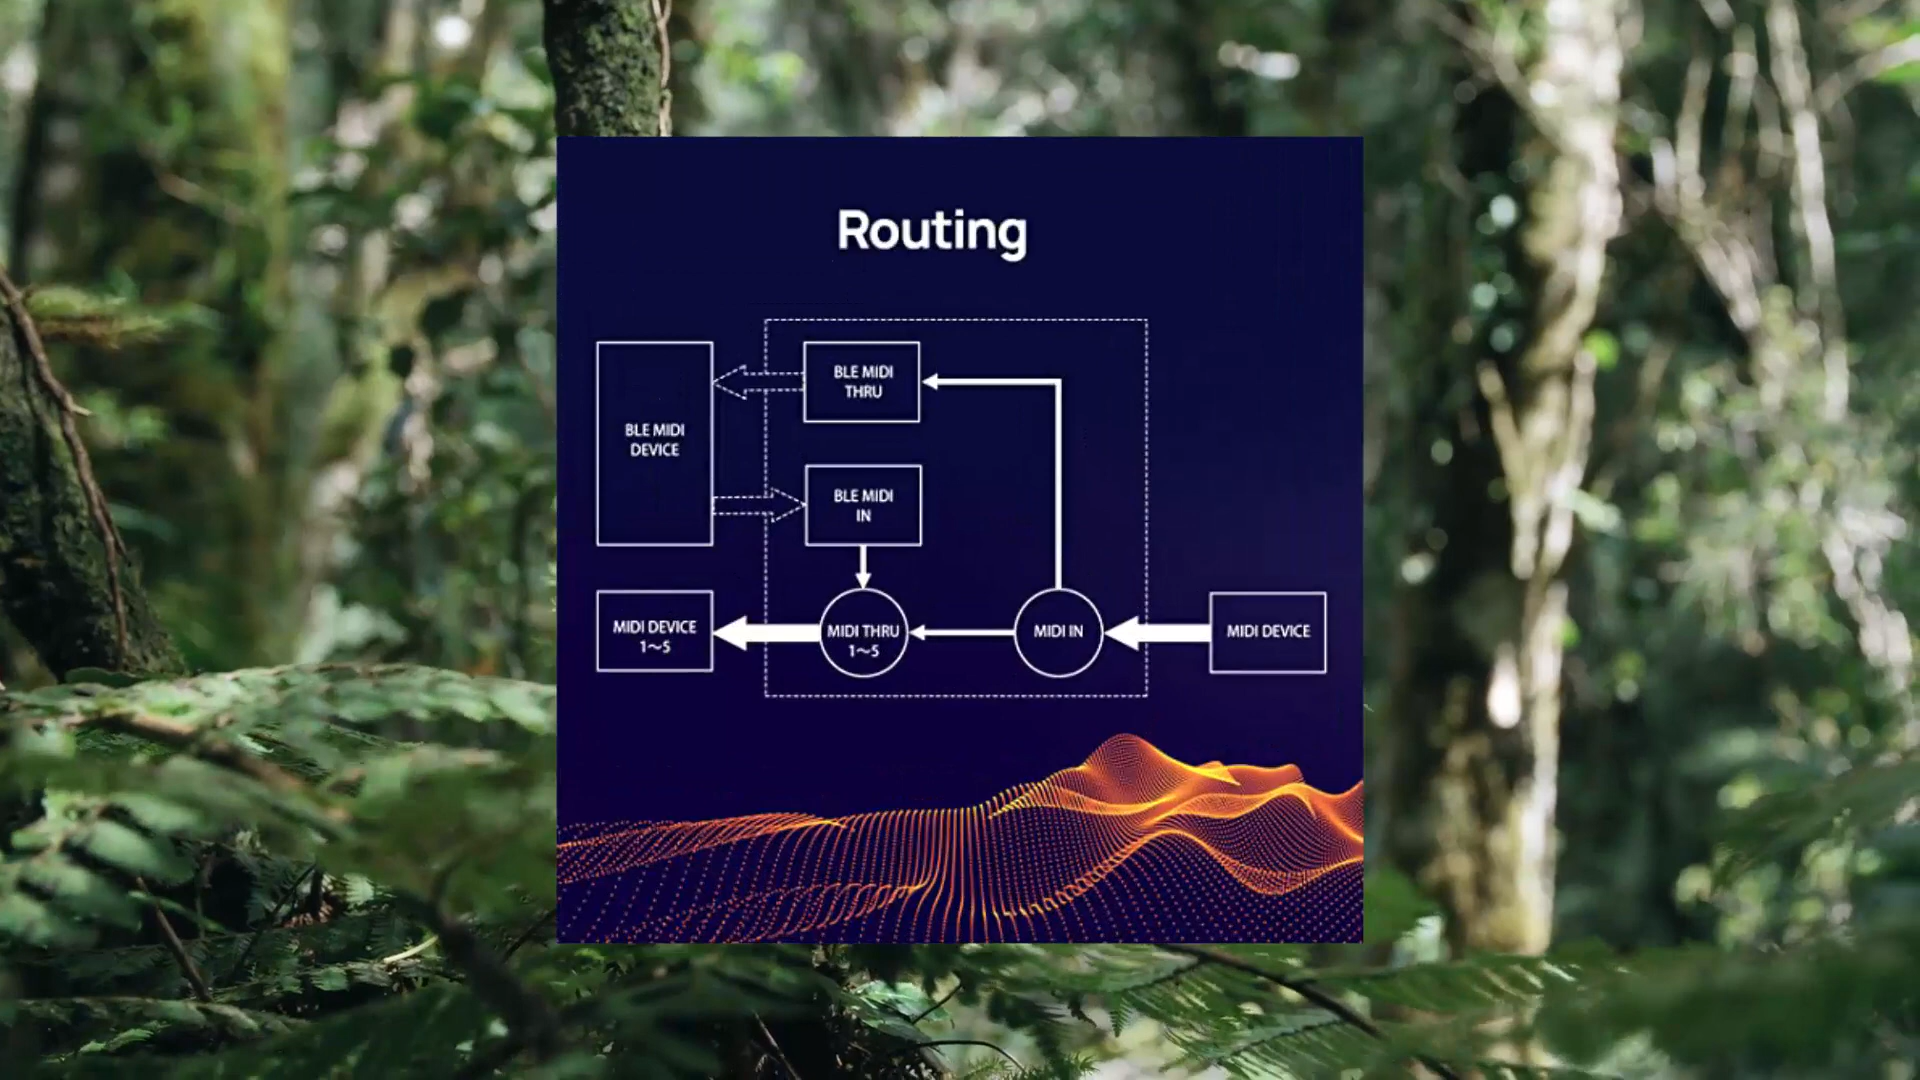 Routing
BLE MIDI
THRU
BLE MIDI
DEVICE
BLE MIDI
IN
MIDI DEVICE
1〜5
MIDI THRU
1〜5
MIDI IN
MIDI DEVICE